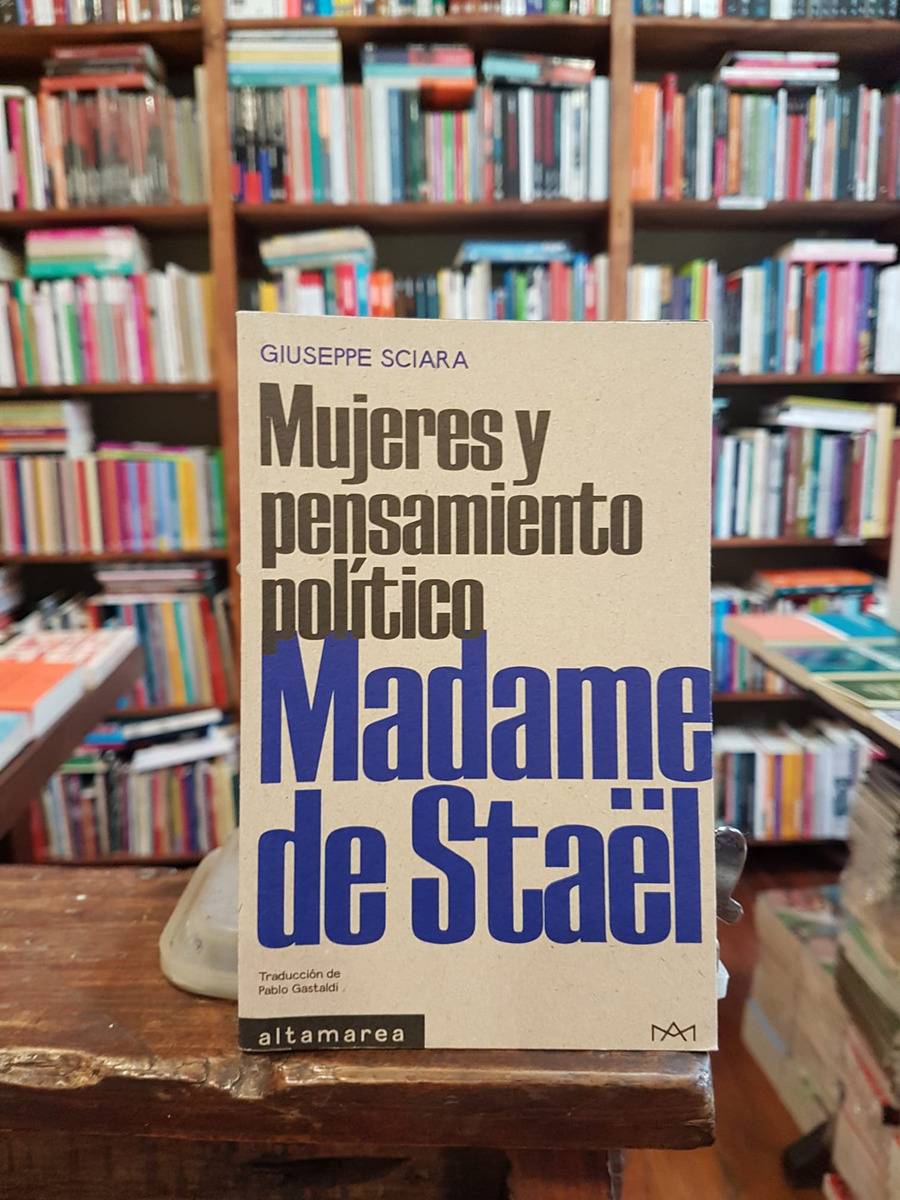 GIUSEPPE SCIARA
Mujeres y
pensamiento
político
Madame
de Staël
Traducción de
Pablo Gastaldi
altamarea